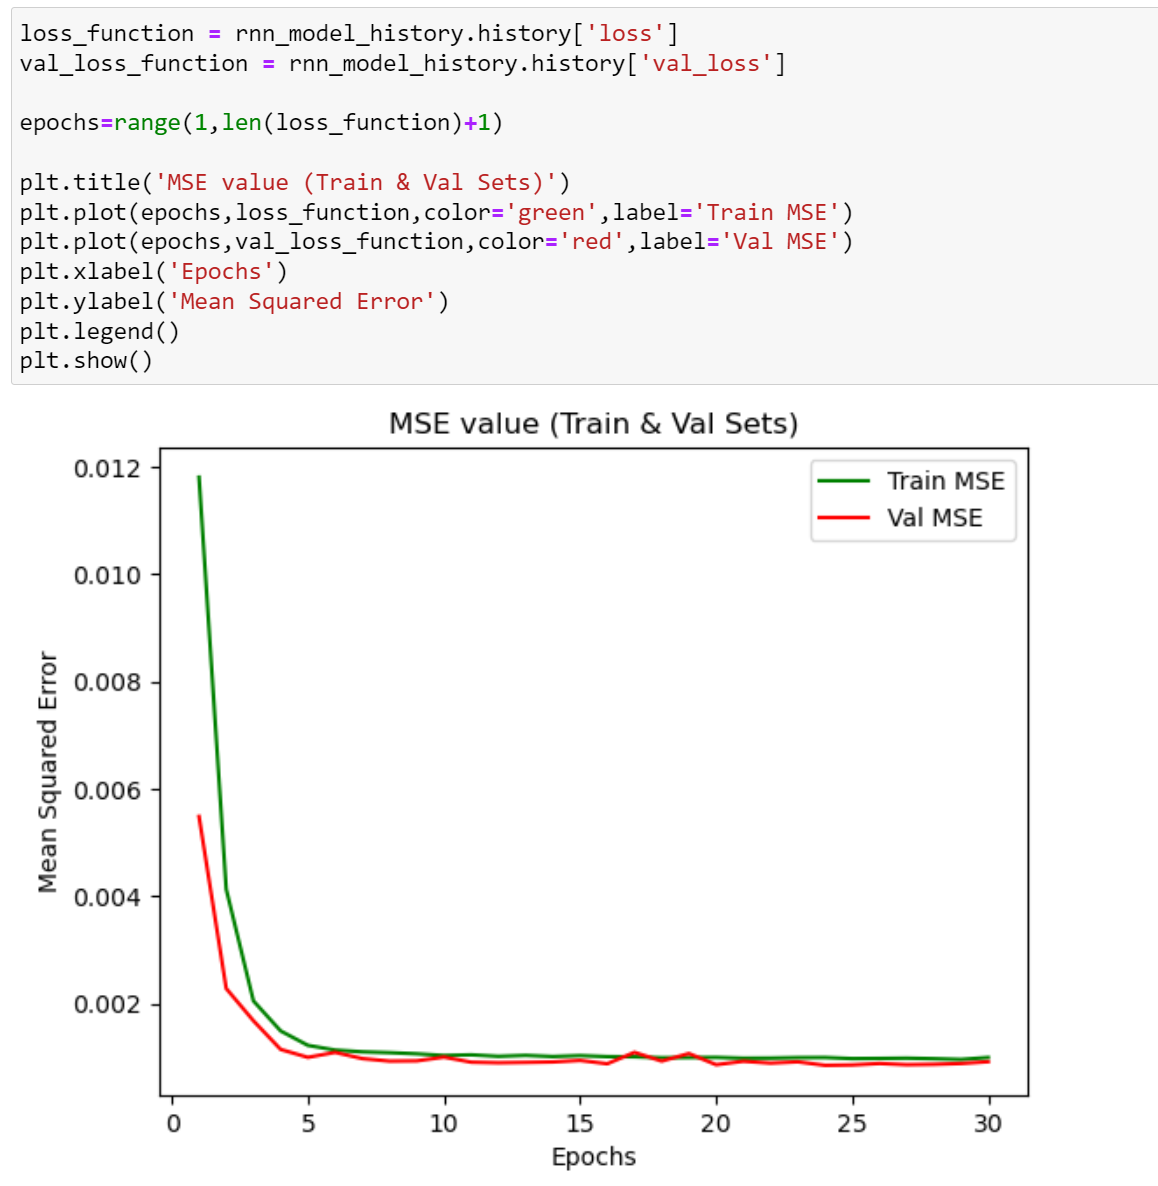 loss_function = rnn_model_history.history['loss']
val_loss_function = rnn_model_history.history['val_loss']
epochs=range(1,len(loss_function)+1)
plt.title('MSE value (Train & Val Sets)')
plt.plot(epochs,loss_function,color='green',label='Train MSE')
plt.plot(epochs,val_loss_function,color='red',label='Val MSE')
plt.xlabel('Epochs')
plt.ylabel('Mean Squared Error')
plt.legend()
plt.show()
MSE value (Train & Val Sets)
Train MSE
Val MSE
Mean Squared Error
0.012
0.010
0.008
0.006
0.004
0.002
0 5 10 15 20 25 30
Epochs